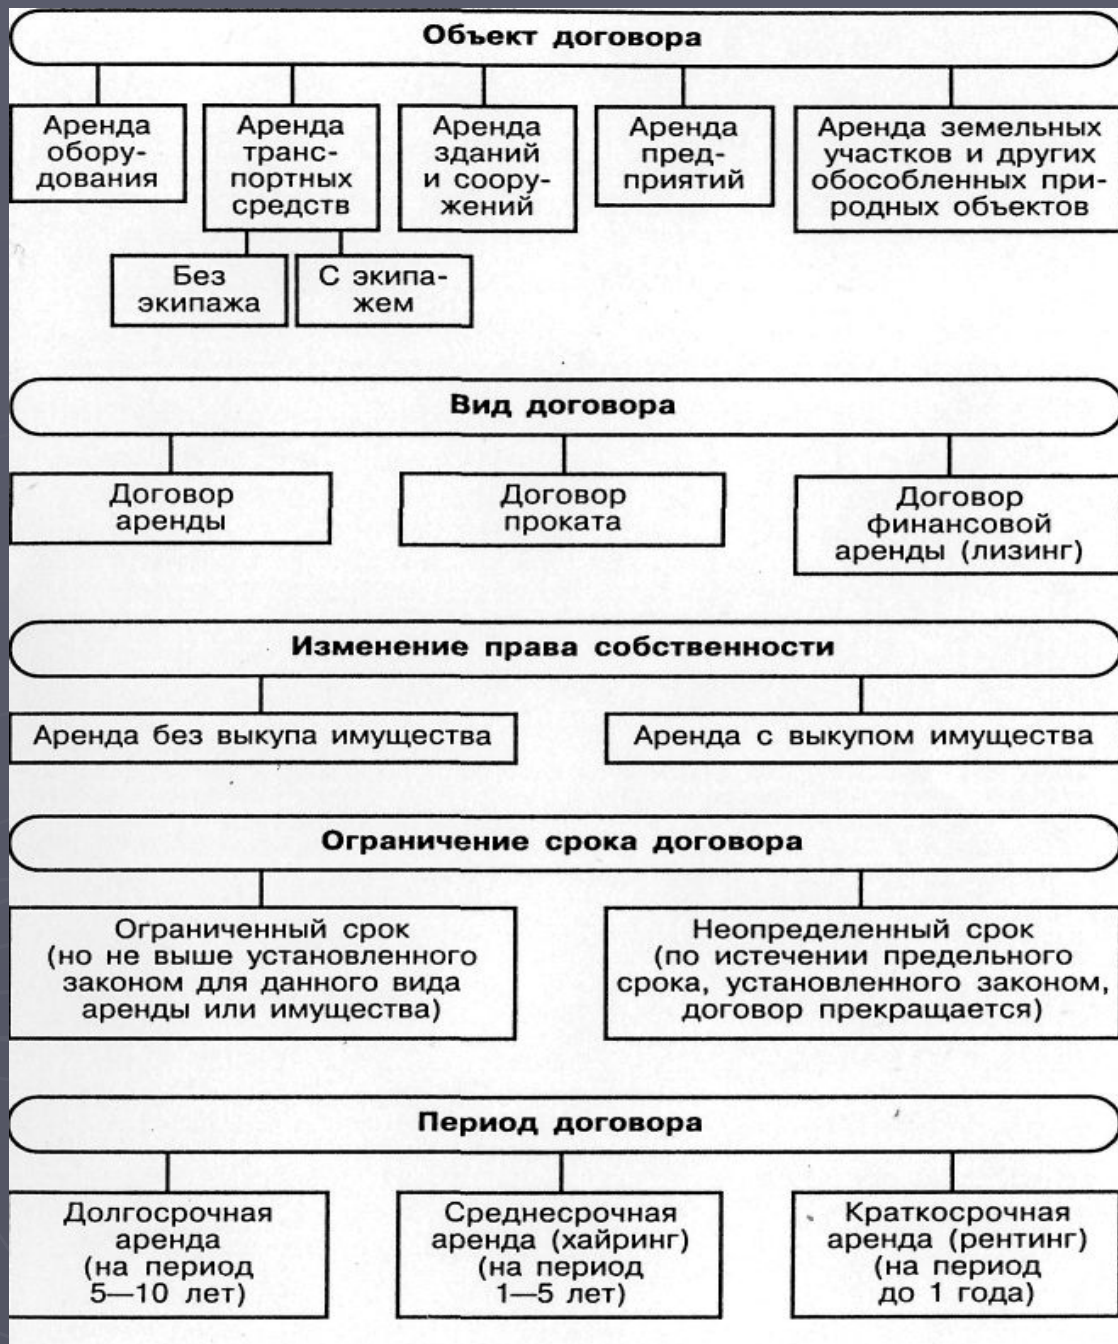 Объект договора
Аренда
обору-
дования
Аренда
транс-
портных
средств
Аренда
зданий
и соору-
жений
Аренда
пред-
приятий
Аренда земельных
участков и других
обособленных при-
родных объектов
Без
экипажа
С экипа-
жем
Вид договора
Договор
аренды
Договор
проката
Договор
финансовой
аренды (лизинг)
Изменение права собственности
Аренда без выкупа имущества
Аренда с выкупом имущества
Ограничение срока договора
Ограниченный срок
(но не выше установленного
законом для данного вида
аренды или имущества)
Неопределенный срок
(по истечении предельного
срока, установленного законом,
договор прекращается)
Период договора
Долгосрочная
аренда
(на период
5—10 лет)
Среднесрочная
аренда (хайринг)
(на период
1—5 лет)
Краткосрочная
аренда (рентинг)
(на период
до 1 года)